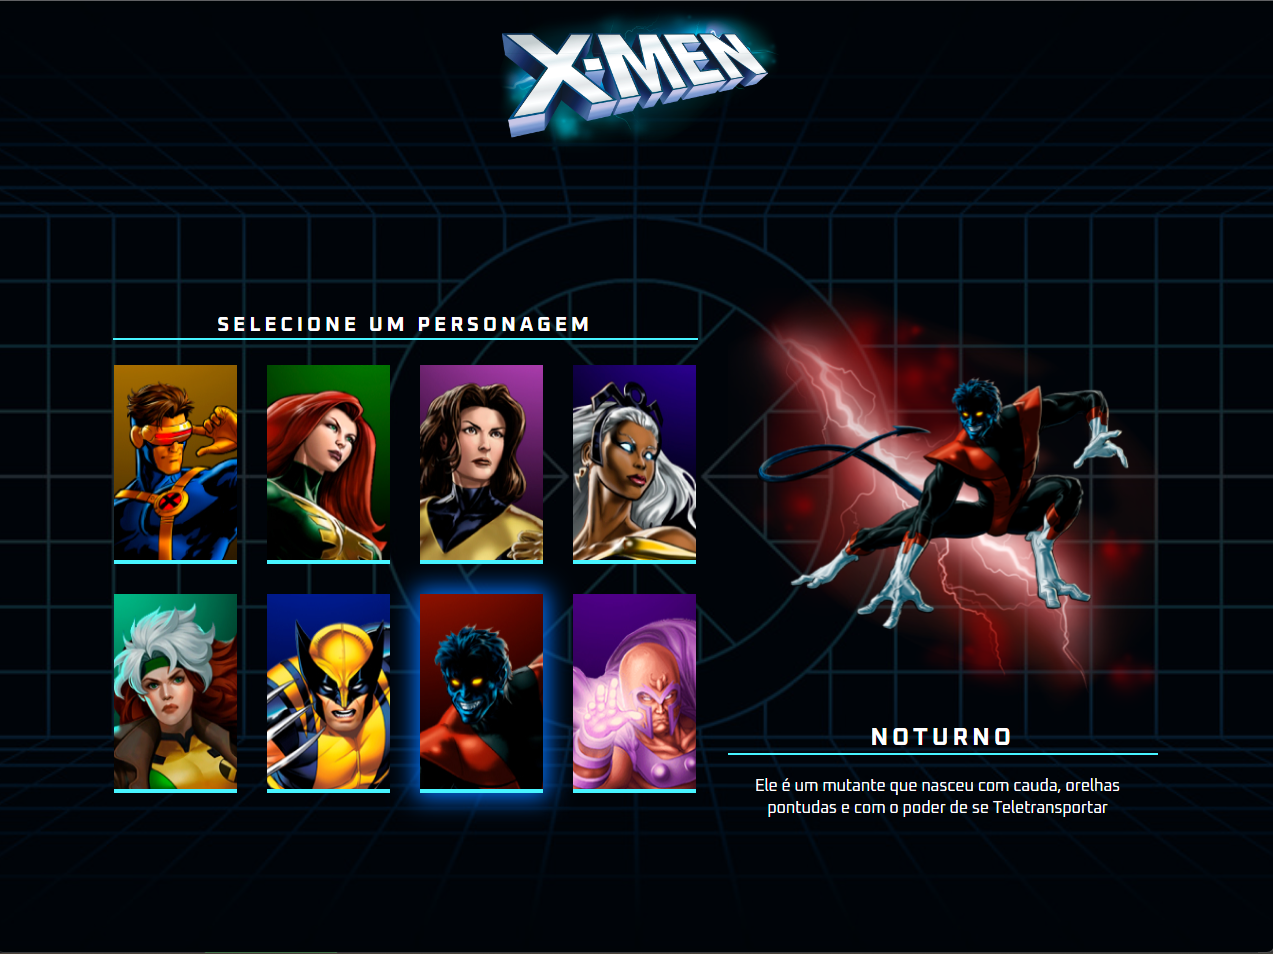 X-MEN
SELECIONE UM PERSONAGEM
NOTURNO
Ele é um mutante que nasceu com cauda, orelhas
pontudas e com o poder de se Teletransportar